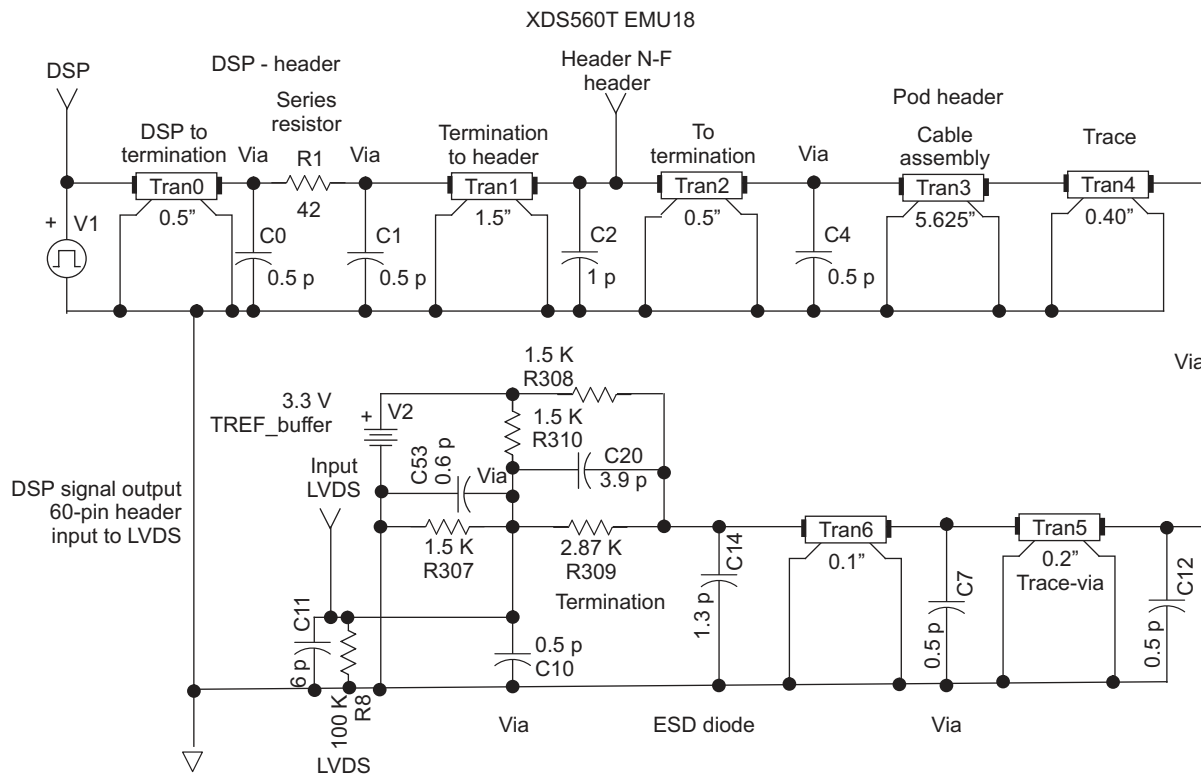 XDS560T EMU18
DSP
DSP - header
Header N-F
header
Pod header
DSP to
termination
Via
Series
resistor
R1
Via
Termination
to header
To
termination
Via
Cable
assembly
Trace
Tran0
Tran1
Tran2
Tran3
Tran4
0.5”
42
1.5”
0.5”
5.625”
0.40”
+
V1
C0
0.5 p
C1
0.5 p
C2
1 p
C4
0.5 p
Via
1.5 K
R308
3.3 V
TREF_buffer
+
V2
1.5 K
R310
C53
0.6 p
Via
C20
3.9 p
Input
LVDS
DSP signal output
60-pin header
input to LVDS
1.5 K
R307
2.87 K
R309
Termination
C14
1.3 p
Tran6
0.1”
C7
0.5 p
Tran5
0.2”
Trace-via
C12
0.5 p
C11
6 p
100 K
R8
0.5 p
C10
LVDS
Via
ESD diode
Via